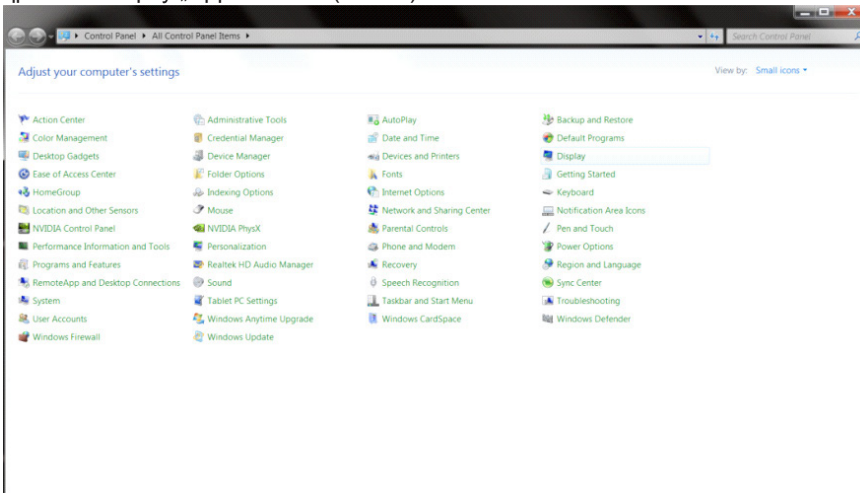 Control Panel ▸ All Control Panel Items ▸
Search Control Panel
Adjust your computer's settings
View by: Small icons
Action Center
Administrative Tools
AutoPlay
Backup and Restore
Color Management
Credential Manager
Date and Time
Default Programs
Desktop Gadgets
Device Manager
Devices and Printers
Display
Ease of Access Center
Folder Options
Fonts
Getting Started
HomeGroup
Indexing Options
Internet Options
Keyboard
Location and Other Sensors
Mouse
Network and Sharing Center
Notification Area Icons
NVIDIA Control Panel
NVIDIA PhysX
Parental Controls
Pen and Touch
Performance Information and Tools
Personalization
Phone and Modem
Power Options
Programs and Features
Realtek HD Audio Manager
Recovery
Region and Language
RemoteApp and Desktop Connections
Sound
Speech Recognition
Sync Center
System
Tablet PC Settings
Taskbar and Start Menu
Troubleshooting
User Accounts
Windows Anytime Upgrade
Windows CardSpace
Windows Defender
Windows Firewall
Windows Update